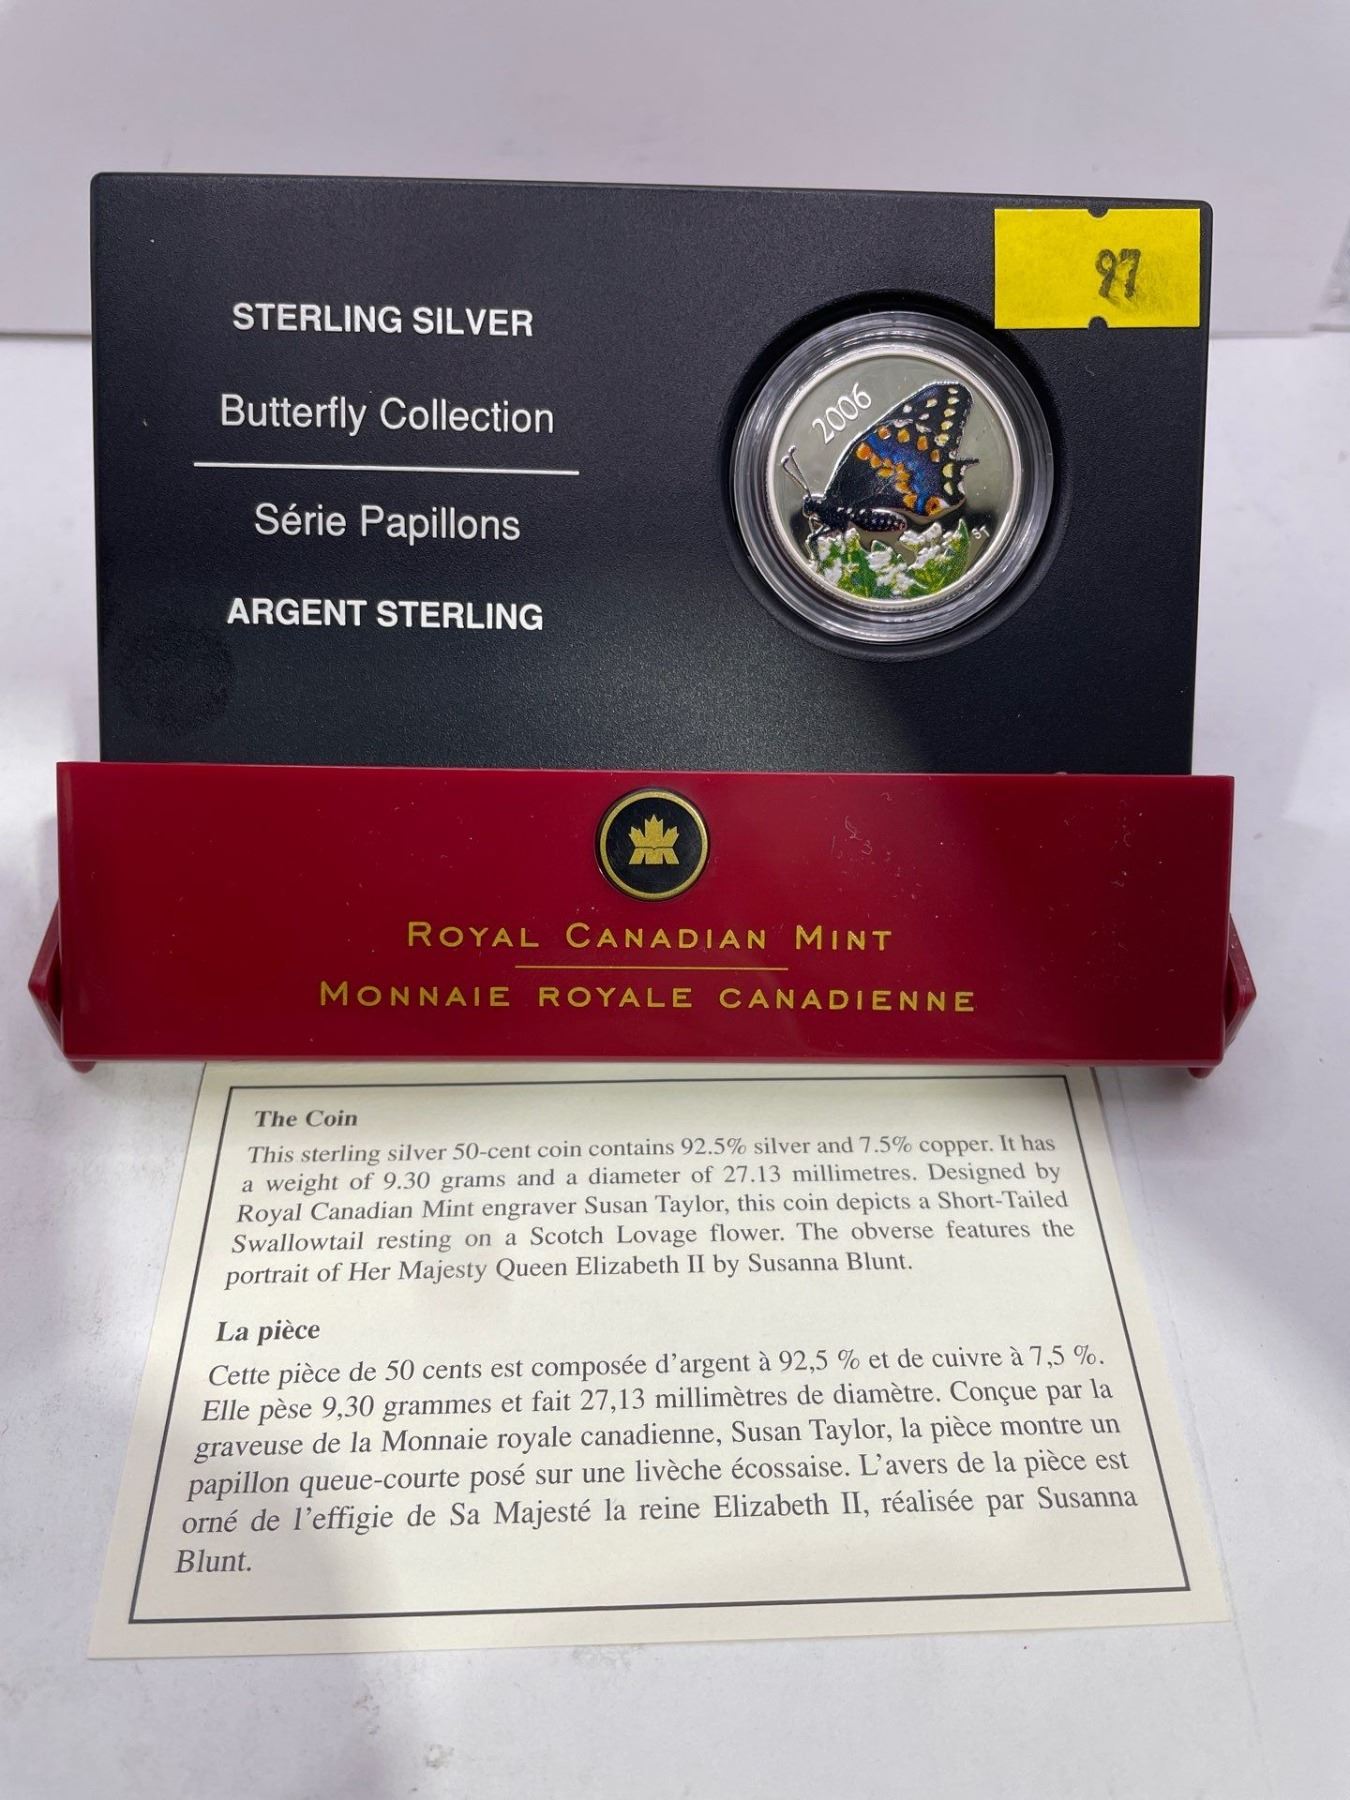 97
STERLING SILVER
Butterfly Collection
Série Papillons
ARGENT STERLING
2006
ST
ROYAL CANADIAN MINT
MONNAIE ROYALE CANADIENNE
The Coin
This sterling silver 50-cent coin contains 92.5% silver and 7.5% copper. It has
a weight of 9.30 grams and a diameter of 27.13 millimetres. Designed by
Royal Canadian Mint engraver Susan Taylor, this coin depicts a Short-Tailed
Swallowtail resting on a Scotch Lovage flower. The obverse features the
portrait of Her Majesty Queen Elizabeth II by Susanna Blunt.
La pièce
Cette pièce de 50 cents est composée d’argent à 92,5 % et de cuivre à 7,5 %.
Elle pèse 9,30 grammes et fait 27,13 millimètres de diamètre. Conçue par la
graveuse de la Monnaie royale canadienne, Susan Taylor, la pièce montre un
papillon queue-courte posé sur une livèche écossaise. L’avers de la pièce est
orné de l’effigie de Sa Majesté la reine Elizabeth II, réalisée par Susanna
Blunt.